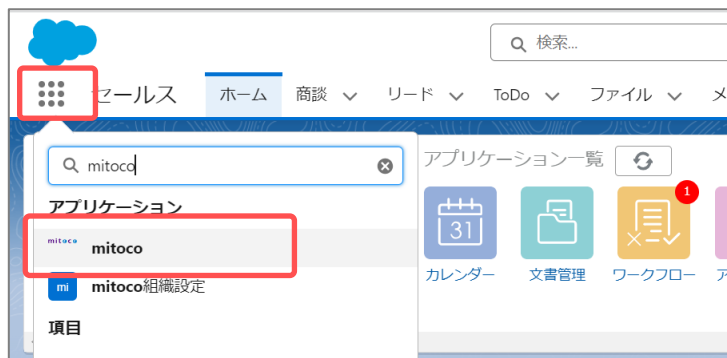 検索...
セールス ホーム 商談 リード ToDo ファイル メ
mitoco
アプリケーション一覧
アプリケーション
mitoco mitoco
mi mitoco組織設定
項目
31
1
カレンダー 文書管理 ワークフロー ア